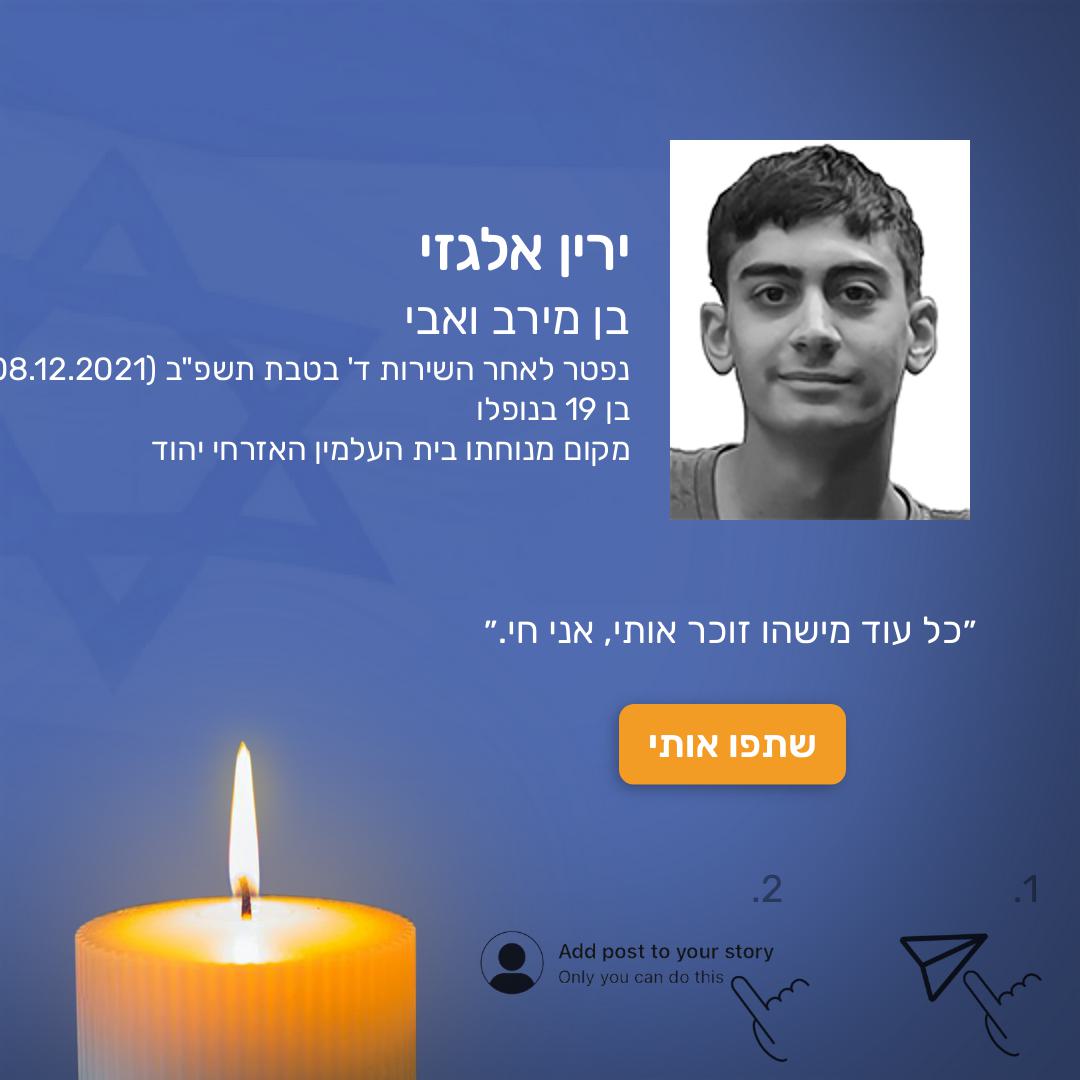 ירין אלגזי
בן מירב ואבי
נפטר לאחר השירות ד' בטבת תשפ"ב (08.12.2021
בן 19 בנופלו
מקום מנוחתו בית העלמין האזרחי יהוד
״כל עוד מישהו זוכר אותי, אני חי.״
שתפו אותי
1.
2.
Add post to your story
Only you can do this